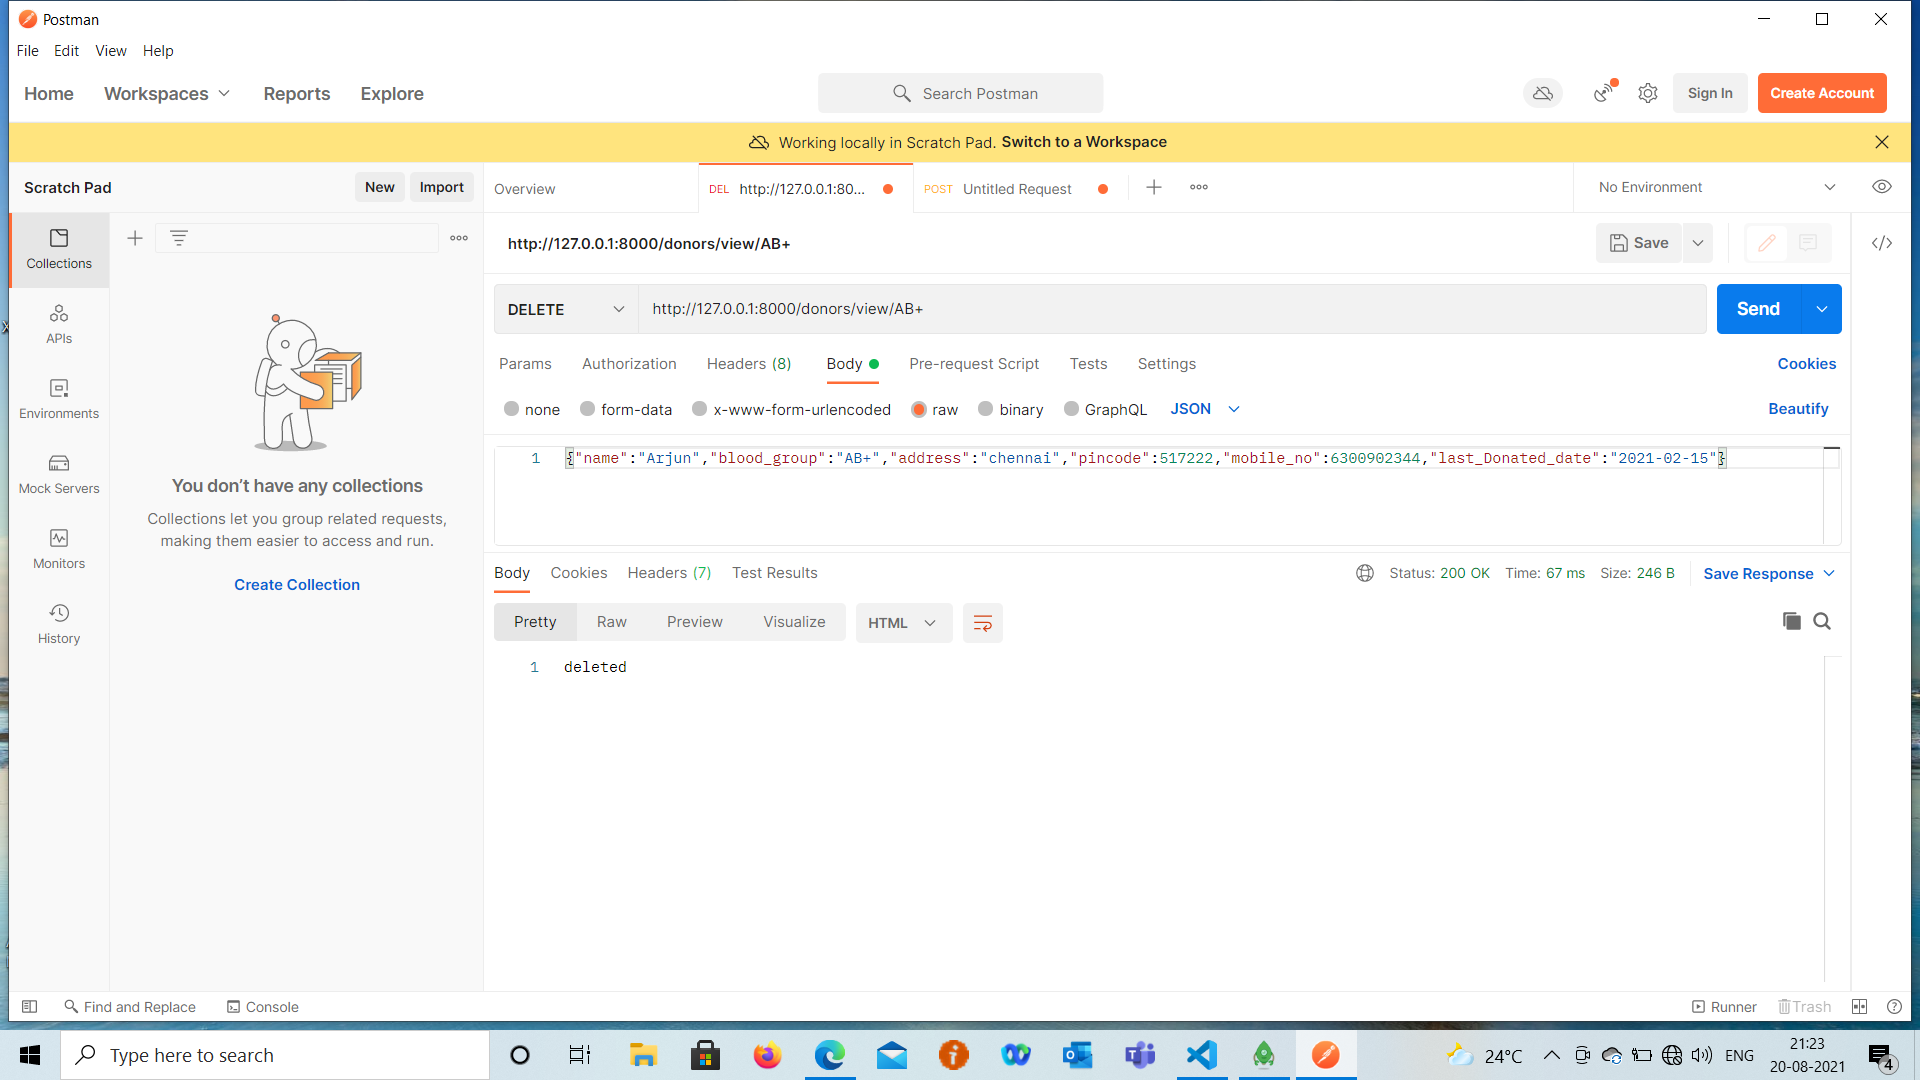 Postman
File Edit View Help
Home Workspaces Reports Explore Search Postman Sign In Create Account
Working locally in Scratch Pad. Switch to a Workspace
Scratch Pad New Import Overview DEL http://127.0.0.1:80... POST Untitled Request No Environment
Collections
APIs
Environments
Mock Servers
Monitors
History
You don’t have any collections
Collections let you group related requests,
making them easier to access and run.
Create Collection
http://127.0.0.1:8000/donors/view/AB+ Save
DELETE http://127.0.0.1:8000/donors/view/AB+ Send
Params Authorization Headers (8) Body Pre-request Script Tests Settings Cookies
none form-data x-www-form-urlencoded raw binary GraphQL JSON Beautify
1 {"name":"Arjun","blood_group":"AB+","address":"chennai","pincode":517222,"mobile_no":6300902344,"last_Donated_date":"2021-02-15"}
Body Cookies Headers (7) Test Results Status: 200 OK Time: 67 ms Size: 246 B Save Response
Pretty Raw Preview Visualize HTML
1 deleted
Find and Replace Console Runner Trash
Type here to search 24°C ENG 21:23
20-08-2021 4